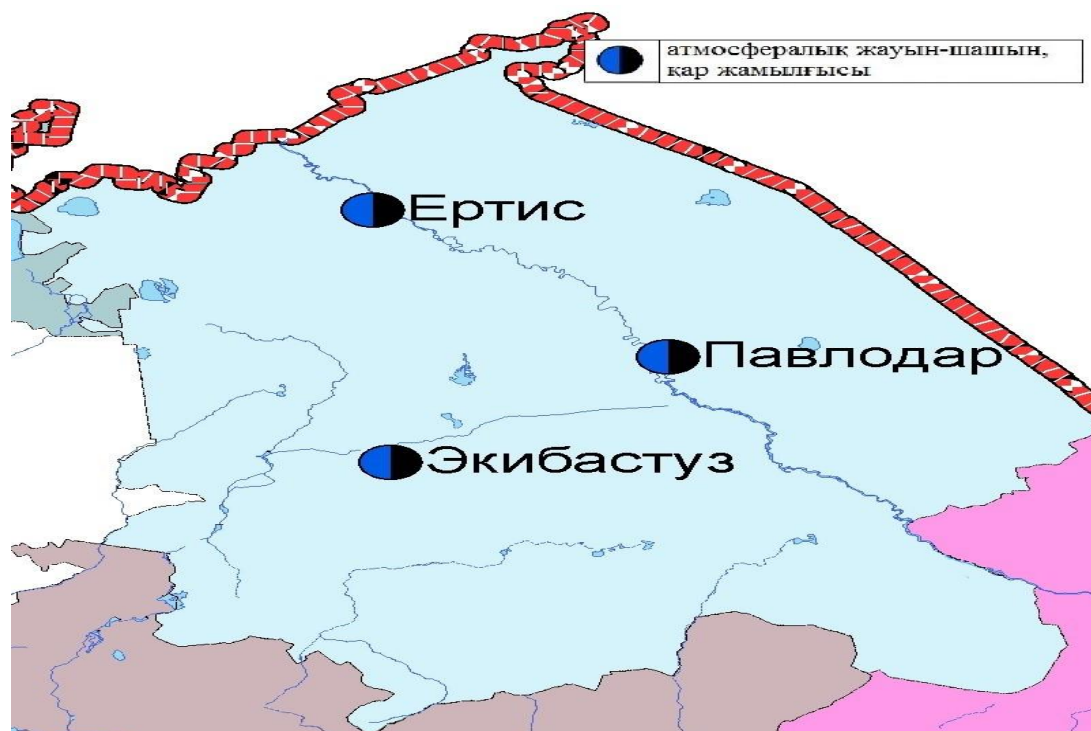 атмосфералық жауын-шашын,
қар жамылғысы
Ертис
Павлодар
Экибастуз